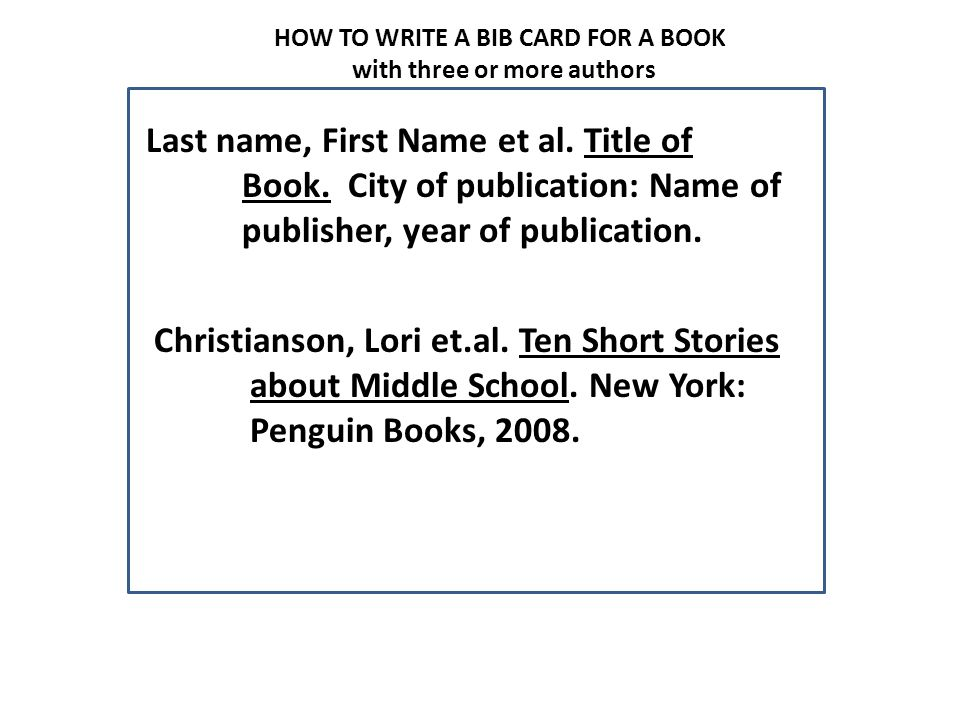 HOW TO WRITE A BIB CARD FOR A BOOK
with three or more authors
Last name, First Name et al. Title of
Book. City of publication: Name of
publisher, year of publication.
Christianson, Lori et.al. Ten Short Stories
about Middle School. New York:
Penguin Books, 2008.